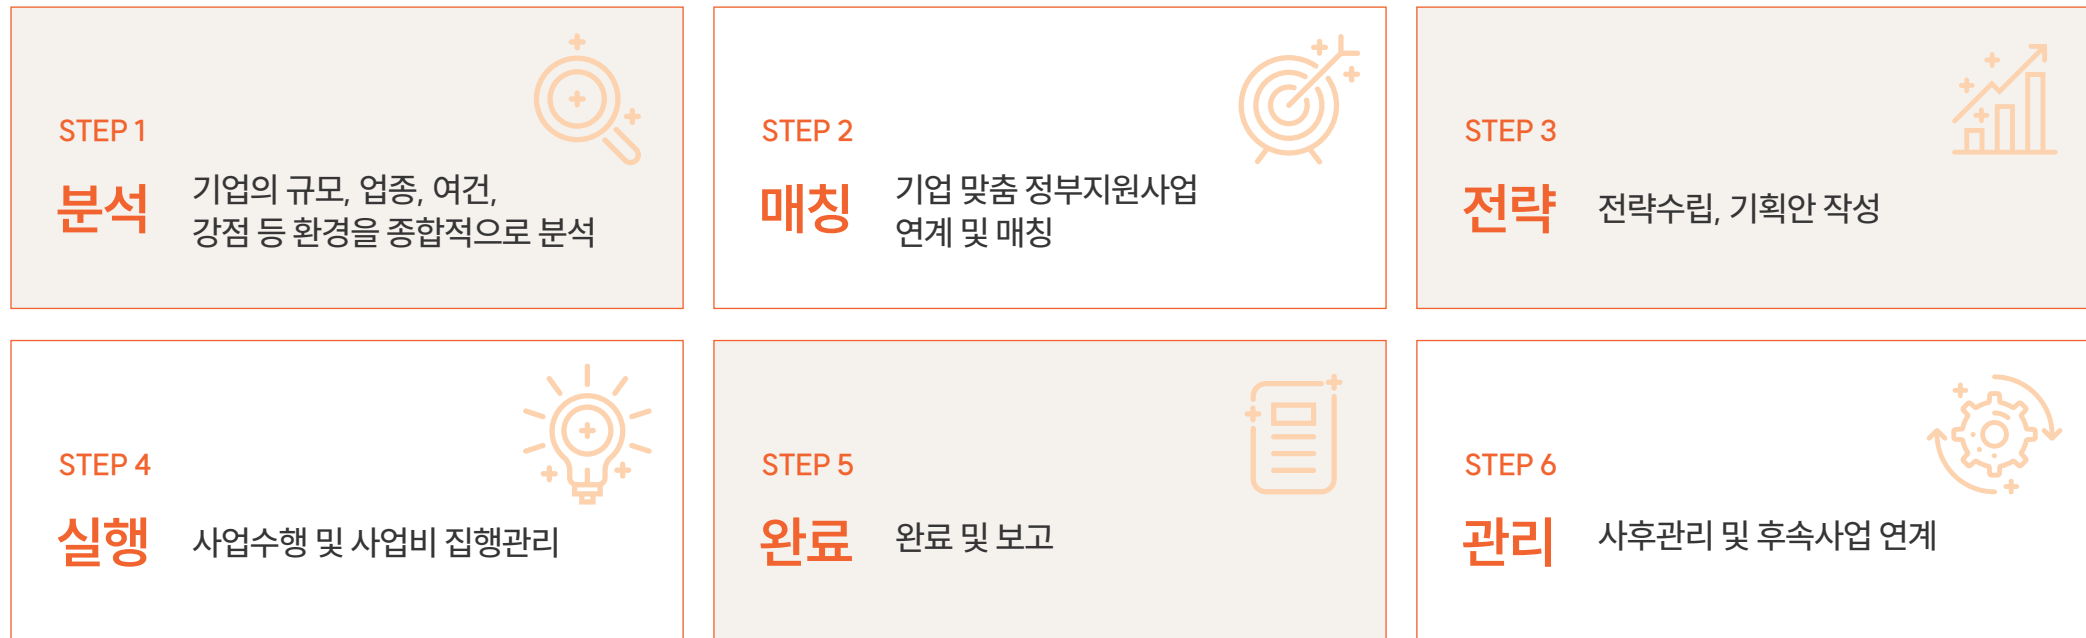 STEP 1
분석
기업의 규모, 업종, 여건,
강점 등 환경을 종합적으로 분석
STEP 2
매칭
기업 맞춤 정부지원사업
연계 및 매칭
STEP 3
전략
전략수립, 기획안 작성
STEP 4
실행
사업수행 및 사업비 집행관리
STEP 5
완료
완료 및 보고
STEP 6
관리
사후관리 및 후속사업 연계